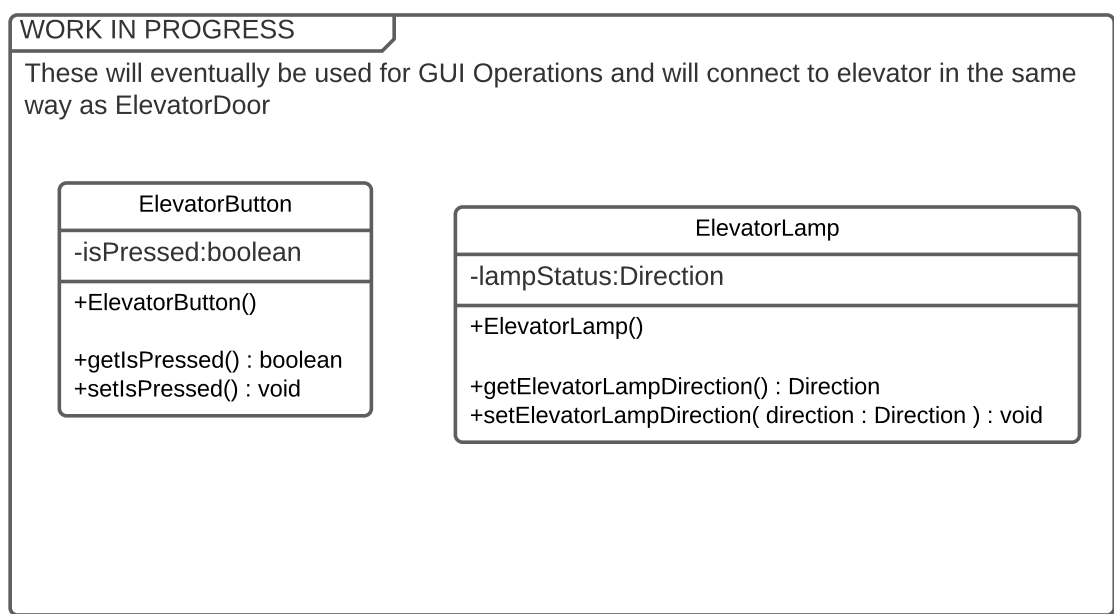 WORK IN PROGRESS
These will eventually be used for GUI Operations and will connect to elevator in the same
way as ElevatorDoor
ElevatorButton
-isPressed:boolean
+ElevatorButton()
+getIsPressed() : boolean
+setIsPressed() : void
ElevatorLamp
-lampStatus:Direction
+ElevatorLamp()
+getElevatorLampDirection() : Direction
+setElevatorLampDirection( direction : Direction ) : void